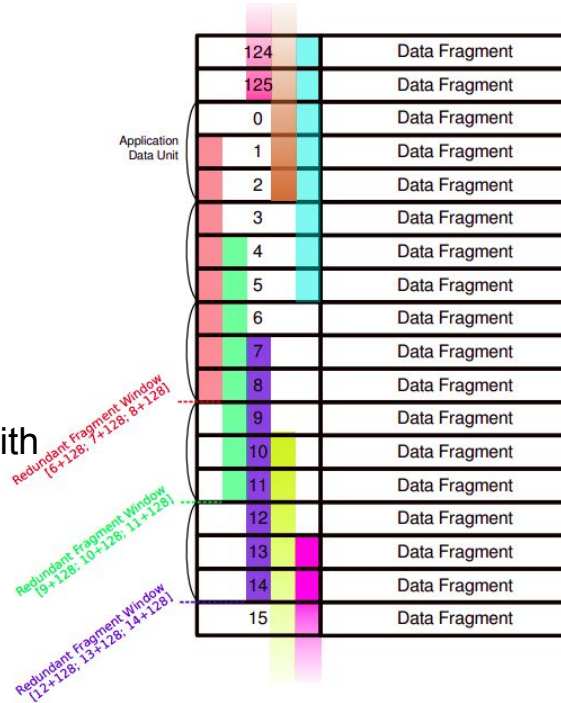 124 Data Fragment
125 Data Fragment
0 Data Fragment
Application
Data Unit
1 Data Fragment
2 Data Fragment
3 Data Fragment
4 Data Fragment
5 Data Fragment
6 Data Fragment
7 Data Fragment
8 Data Fragment
Redundant Fragment Window
[6+128; 7+128; 8+128]
9 Data Fragment
ith
10 Data Fragment
11 Data Fragment
Redundant Fragment Window
[9+128; 10+128; 11+128]
12 Data Fragment
13 Data Fragment
14 Data Fragment
Redundant Fragment Window
[12+128; 13+128; 14+128]
15 Data Fragment